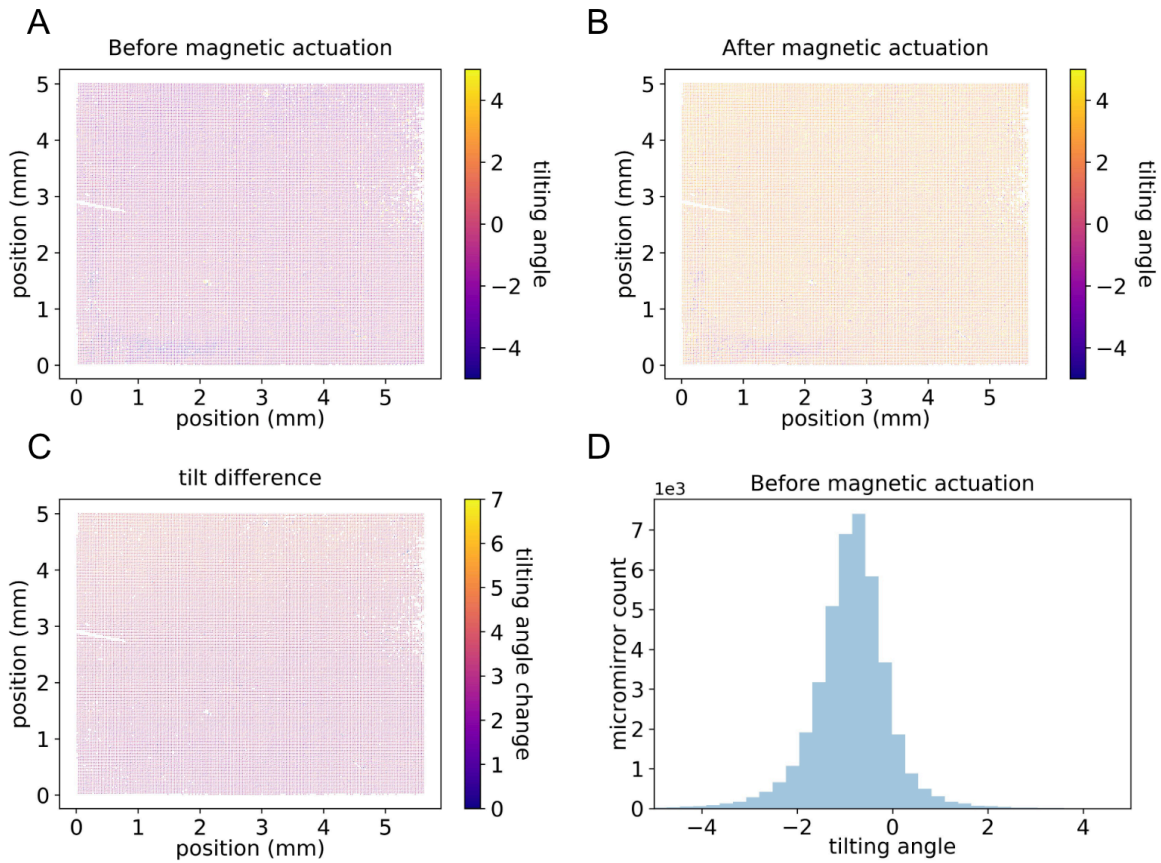 A
Before magnetic actuation
5
4
3
2
1
0
position (mm)
0 1 2 3 4 5
position (mm)
4
2
0
−2
−4
tilting angle
B
After magnetic actuation
5
4
3
2
1
0
position (mm)
0 1 2 3 4 5
position (mm)
4
2
0
−2
−4
tilting angle
C
tilt difference
5
4
3
2
1
0
position (mm)
0 1 2 3 4 5
position (mm)
7
6
5
4
3
2
1
0
tilting angle change
D
Before magnetic actuation
1e3
7
6
5
4
3
2
1
0
micromirror count
−4 −2 0 2 4
tilting angle